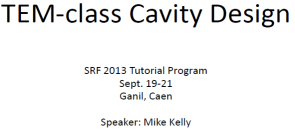 TEM-class Cavity Design
SRF 2013 Tutorial Program
Sept. 19-21
Ganil, Caen
Speaker: Mike Kelly